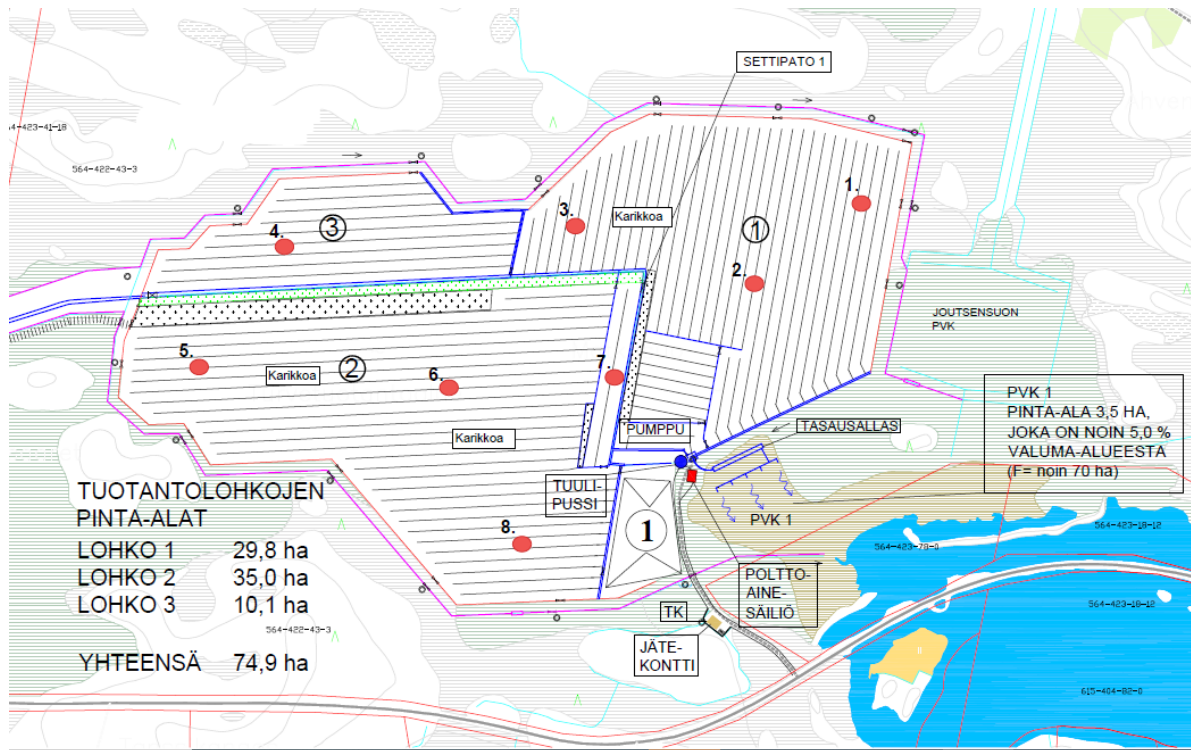 SETTIPATO 1
64-423-41-18
564-422-43-3
1.
3.
Karikkoa
1
4.
3
2.
JOUTSENSUON
PVK
5.
Karikkoa
2
6.
7.
PVK 1
PINTA-ALA 3,5 HA,
JOKA ON NOIN 5,0 %
VALUMA-ALUEESTA
(F= noin 70 ha)
Karikkoa
PUMPPU
TASAUSALLAS
TUULI-
PUSSI
1
PVK 1
8.
564-423-18-12
564-423-78-0
TUOTANTOLOHKOJEN
PINTA-ALAT
LOHKO 1 29,8 ha
LOHKO 2 35,0 ha
LOHKO 3 10,1 ha
564-422-43-3
YHTEENSÄ 74,9 ha
POLTTO-
AINE-
SÄILIÖ
TK
JÄTE-
KONTTI
564-423-18-12
615-404-82-0